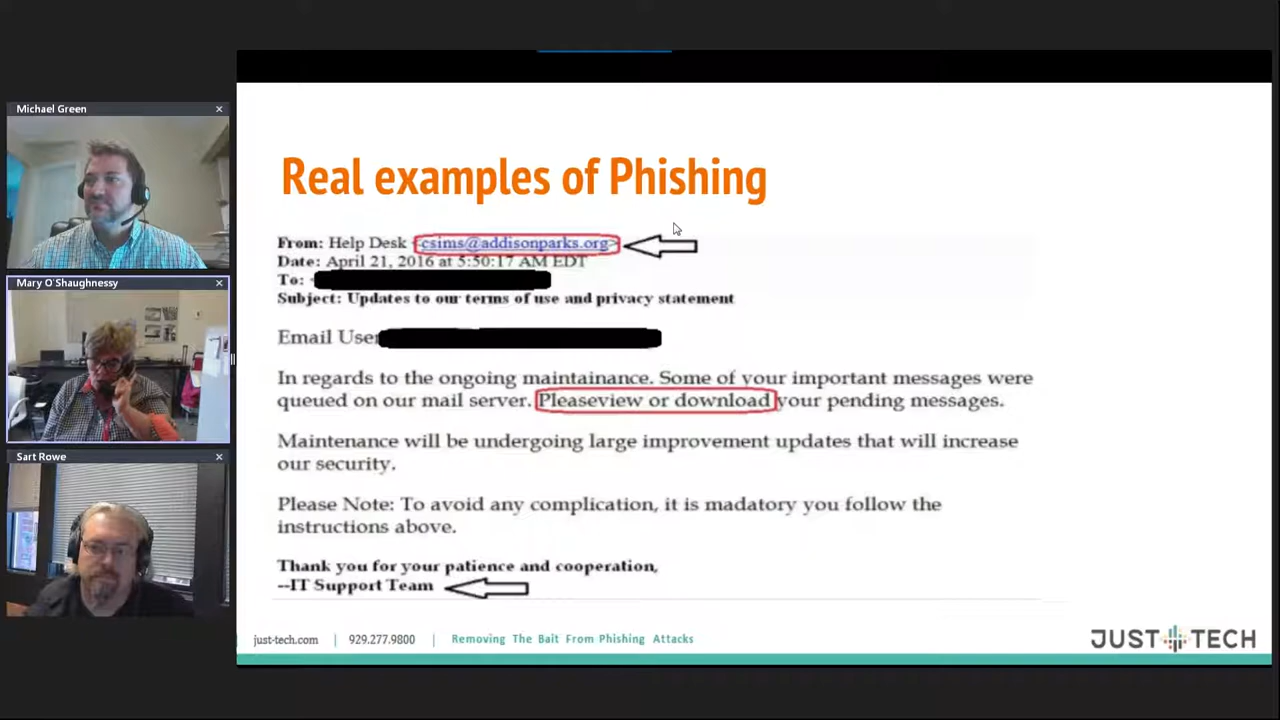 Michael Green
Mary O`Shaughnessy
Sart Rowe
Real examples of Phishing
From: Help Desk <csims@addisonparks.org>
Date: April 21, 2016 at 5:50:17 AM EDT
To:
Subject: Updates to our terms of use and privacy statement
Email User
In regards to the ongoing maintainance. Some of your important messages were
queued on our mail server. Pleaseview or download your pending messages.
Maintenance will be undergoing large improvement updates that will increase
our security.
Please Note: To avoid any complication, it is madatory you follow the
instructions above.
Thank you for your patience and cooperation,
--IT Support Team
just-tech.com | 929.277.9800 | Removing The Bait From Phishing Attacks
JUST TECH